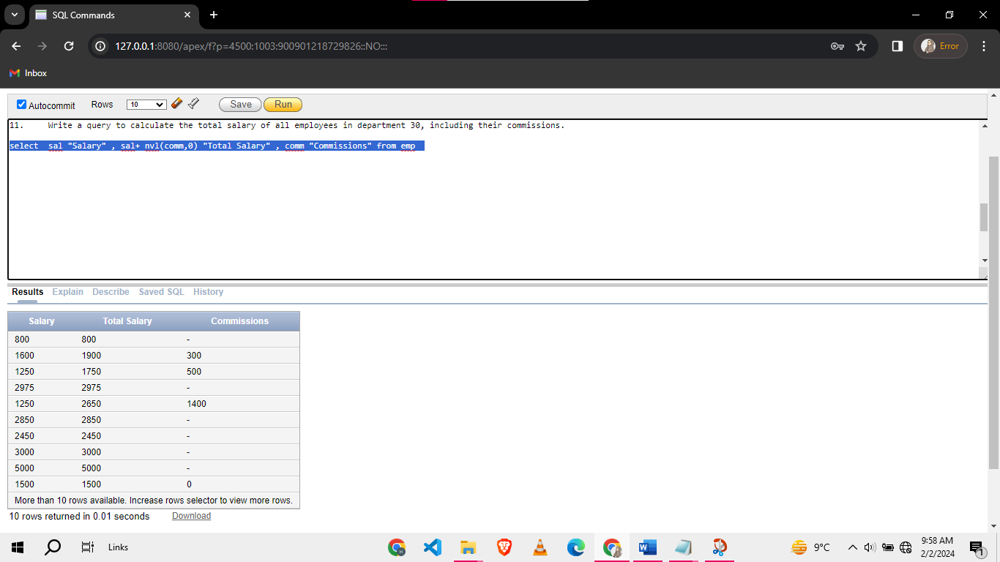 SQL Commands
127.0.0.1:8080/apex/f?p=4500:1003:900901218729826::NO:::
Error
Inbox
Autocommit Rows 10 Save Run
11. Write a query to calculate the total salary of all employees in department 30, including their commissions.
select sal "Salary" , sal+ nvl(comm,0) "Total Salary" , comm "Commissions" from emp
Results Explain Describe Saved SQL History
Salary Total Salary Commissions
800 800 -
1600 1900 300
1250 1750 500
2975 2975 -
1250 2650 1400
2850 2850 -
2450 2450 -
3000 3000 -
5000 5000 -
1500 1500 0
More than 10 rows available. Increase rows selector to view more rows.
10 rows returned in 0.01 seconds Download
Links
9°C
9:58 AM
2/2/2024
1